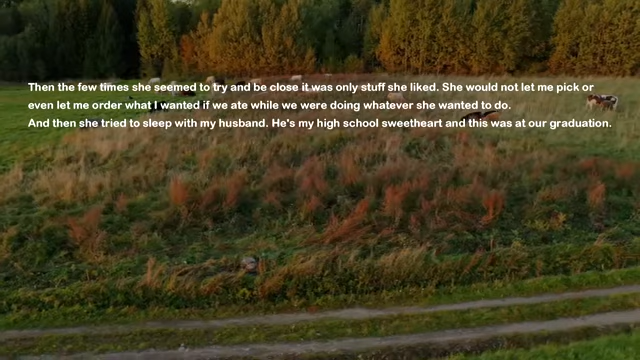 Then the few times she seemed to try and be close it was only stuff she liked. She would not let me pick or
even let me order what I wanted if we ate while we were doing whatever she wanted to do.
And then she tried to sleep with my husband. He's my high school sweetheart and this was at our graduation.